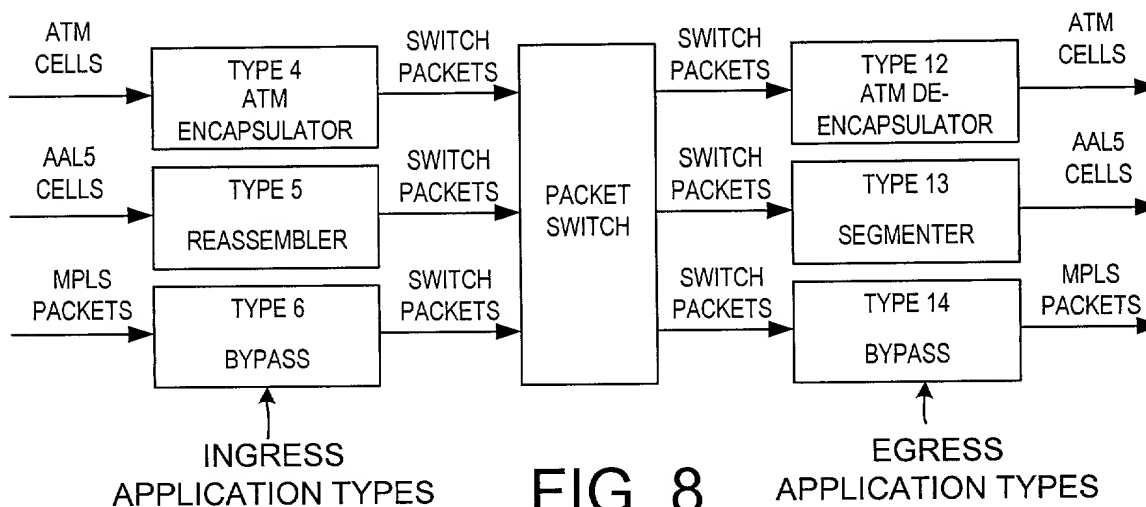 ATM
CELLS
TYPE 4
ATM
ENCAPSULATOR
SWITCH
PACKETS
SWITCH
PACKETS
TYPE 12
ATM DE-
ENCAPSULATOR
ATM
CELLS
AAL5
CELLS
TYPE 5
REASSEMBLER
SWITCH
PACKETS
PACKET
SWITCH
SWITCH
PACKETS
TYPE 13
SEGMENTER
AAL5
CELLS
MPLS
PACKETS
TYPE 6
BYPASS
SWITCH
PACKETS
SWITCH
PACKETS
TYPE 14
BYPASS
MPLS
PACKETS
INGRESS
APPLICATION TYPES
FIG. 8
EGRESS
APPLICATION TYPES